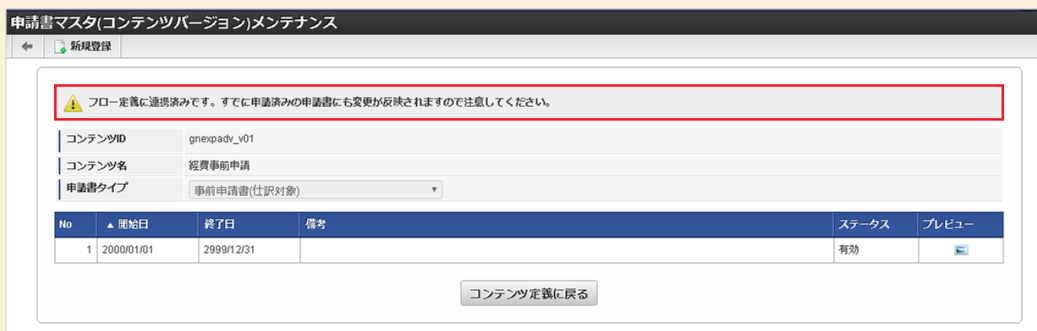 申請書マスタ(コンテンツバージョン)メンテナンス
新規登録
フロー定義に連携済みです。すでに申請済みの申請書にも変更が反映されますので注意してください。
コンテンツID gnexpadv_v01
コンテンツ名 経費事前申請
申請書タイプ 事前申請書(仕訳対象)
No ▲ 開始日 終了日 備考 ステータス プレビュー
1 2000/01/01 2999/12/31 有効
コンテンツ定義に戻る